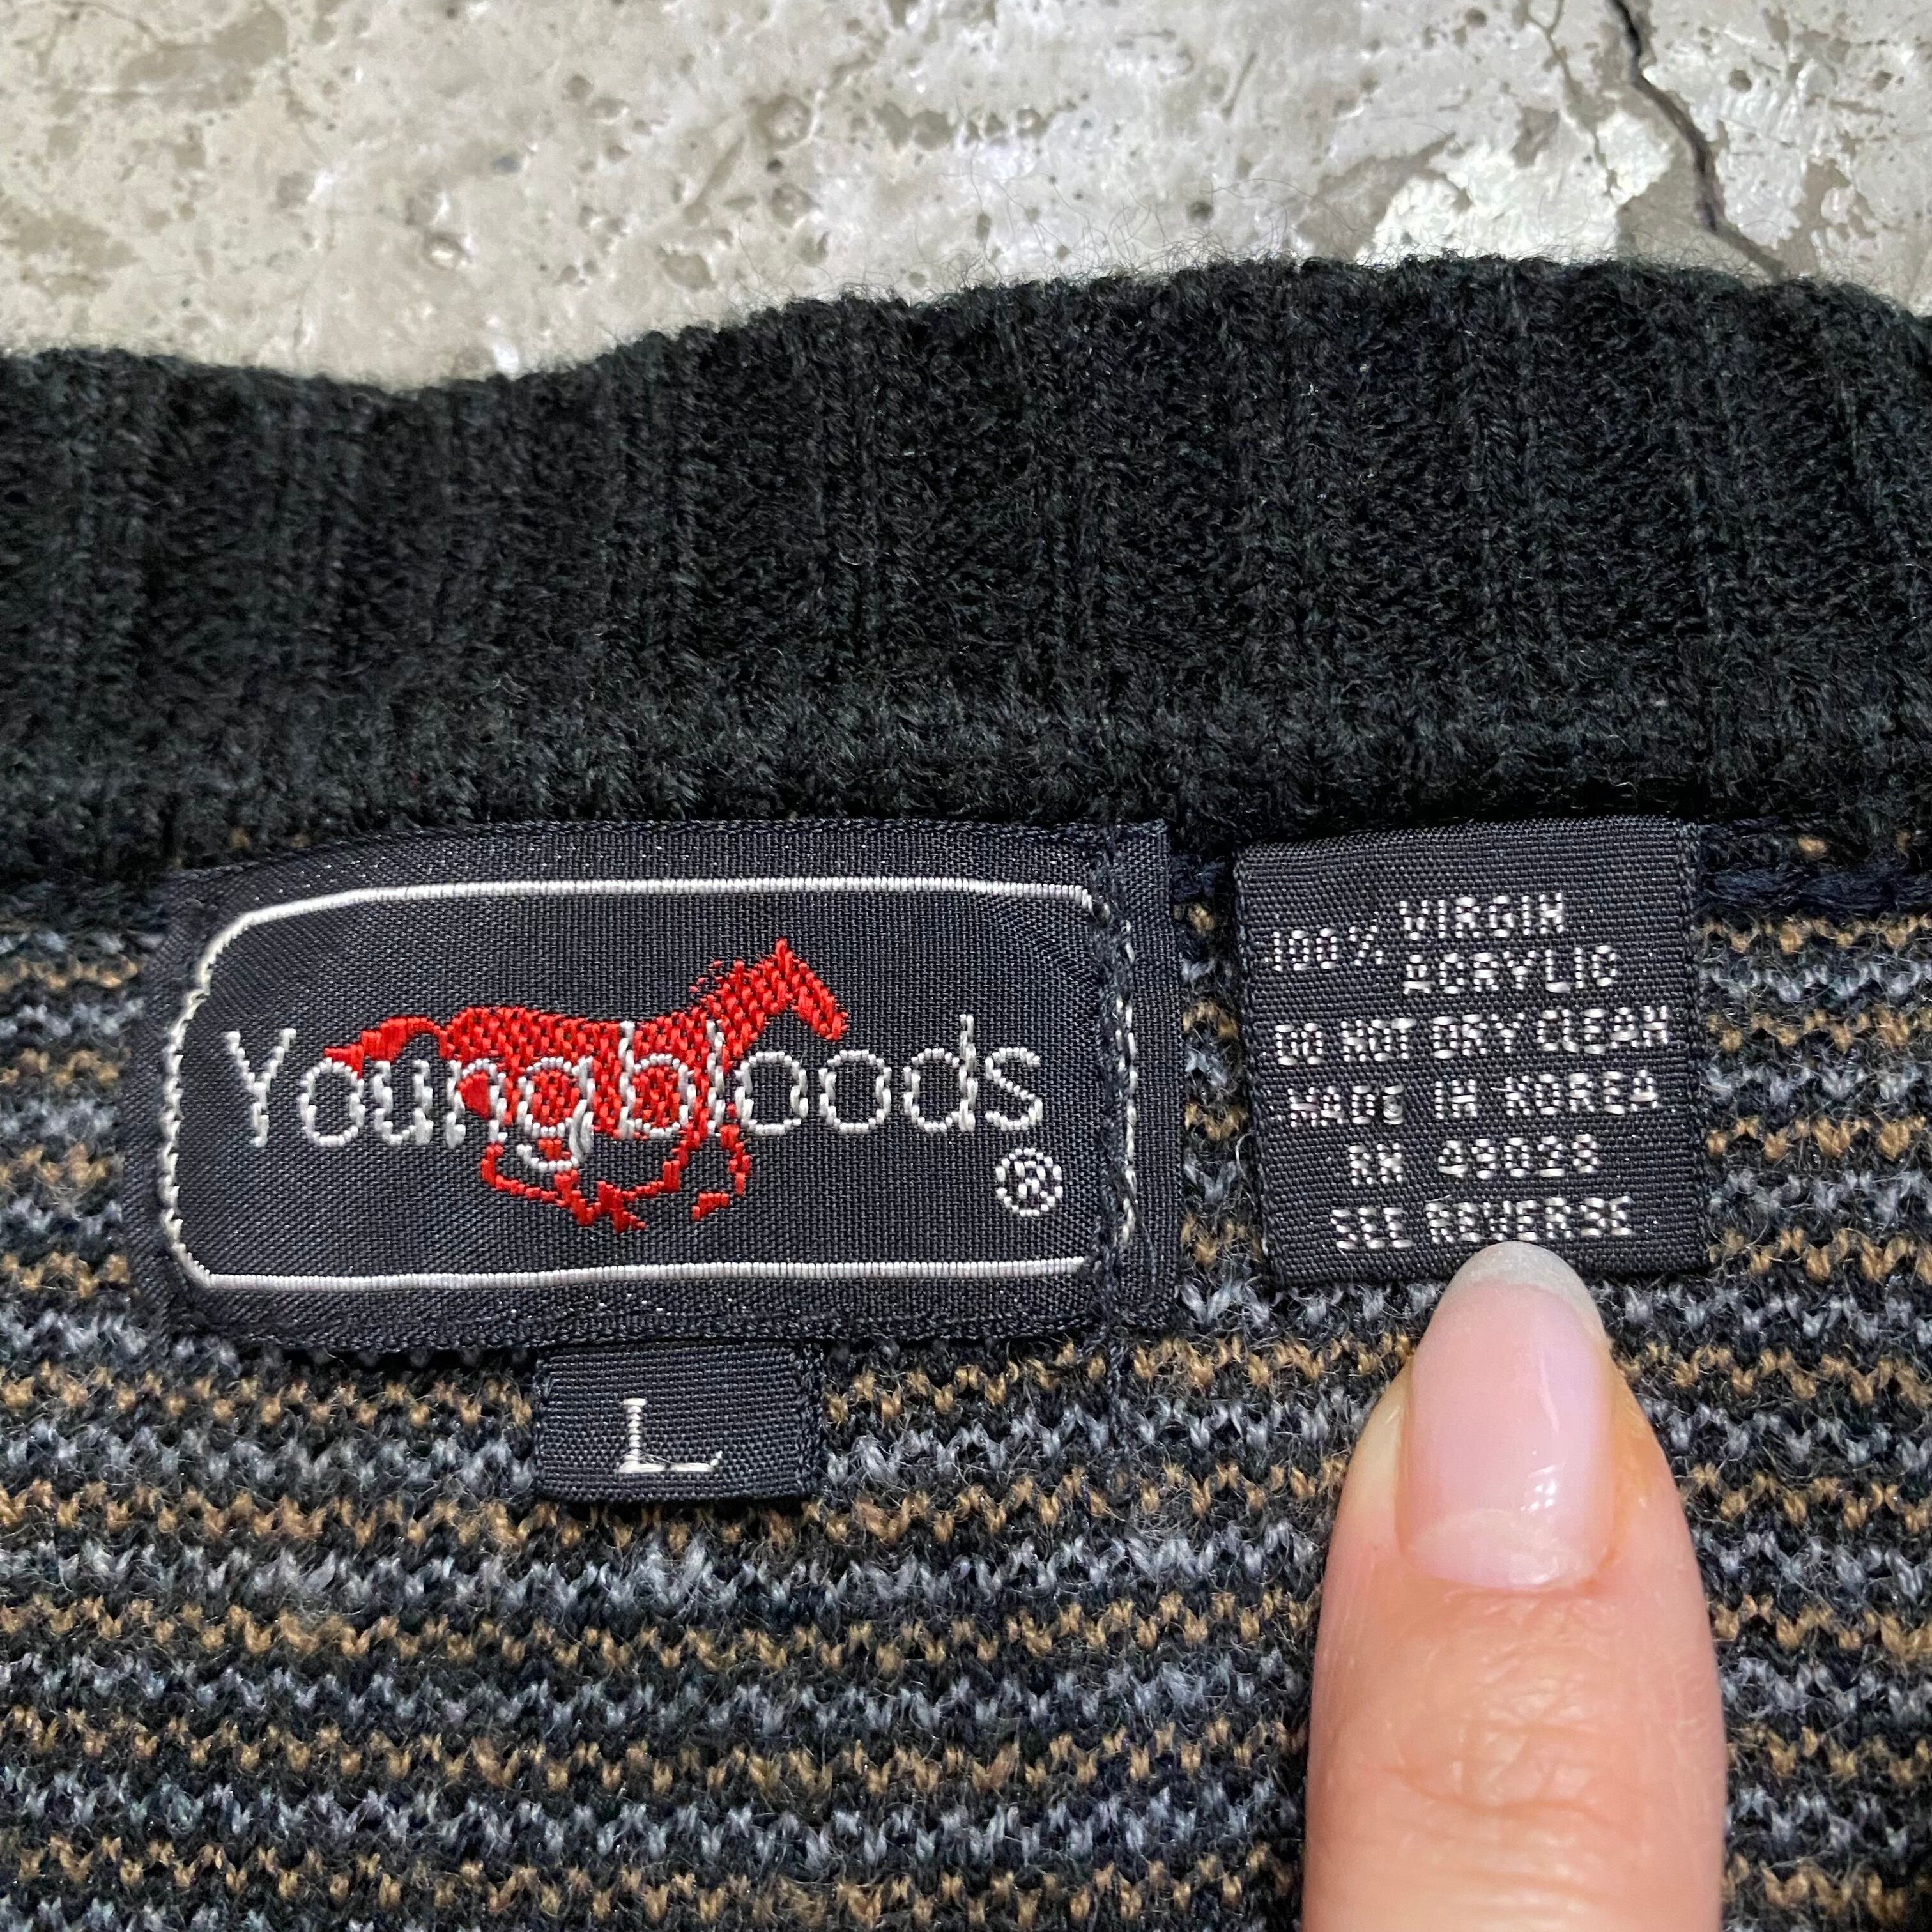 Youngbloods
®
L
100% VIRGIN
ACRYLIC
DO NOT DRY CLEAN
MADE IN KOREA
RN 49028
SEE REVERSE